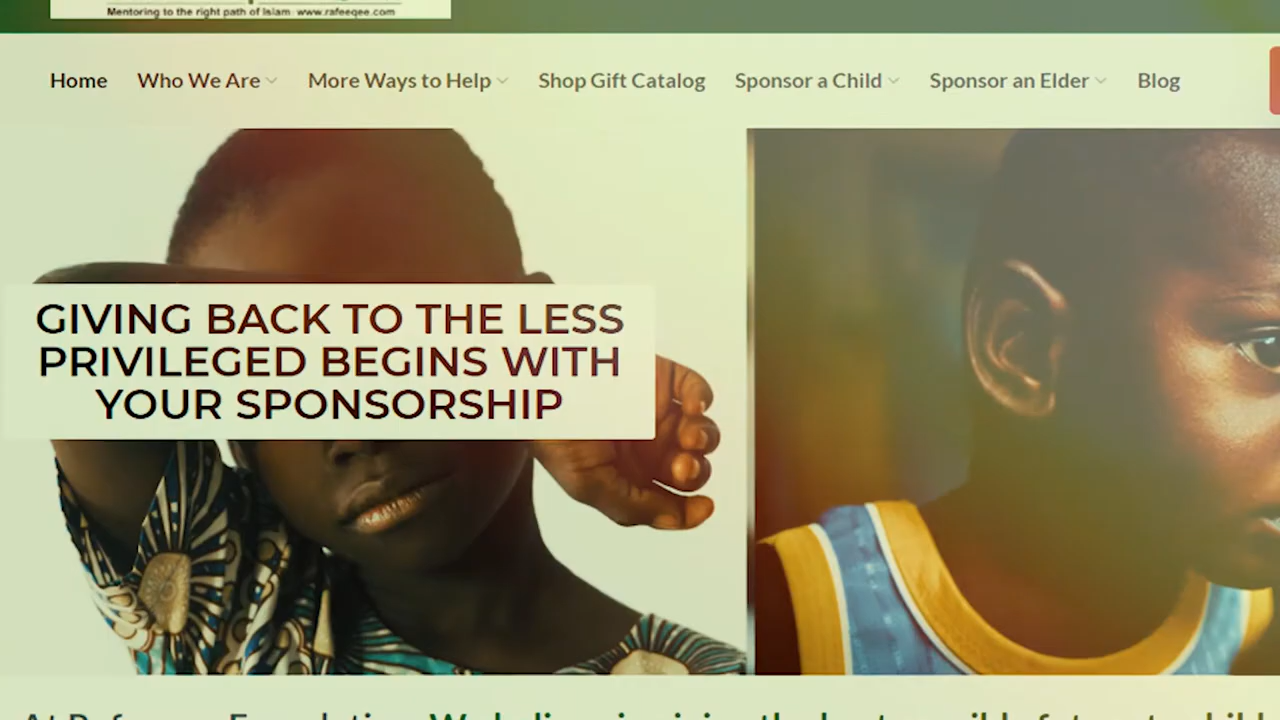 Mentoring to the right path of Islam www.rafeeqee.com
Home Who We Are More Ways to Help Shop Gift Catalog Sponsor a Child Sponsor an Elder Blog
GIVING BACK TO THE LESS
PRIVILEGED BEGINS WITH
YOUR SPONSORSHIP